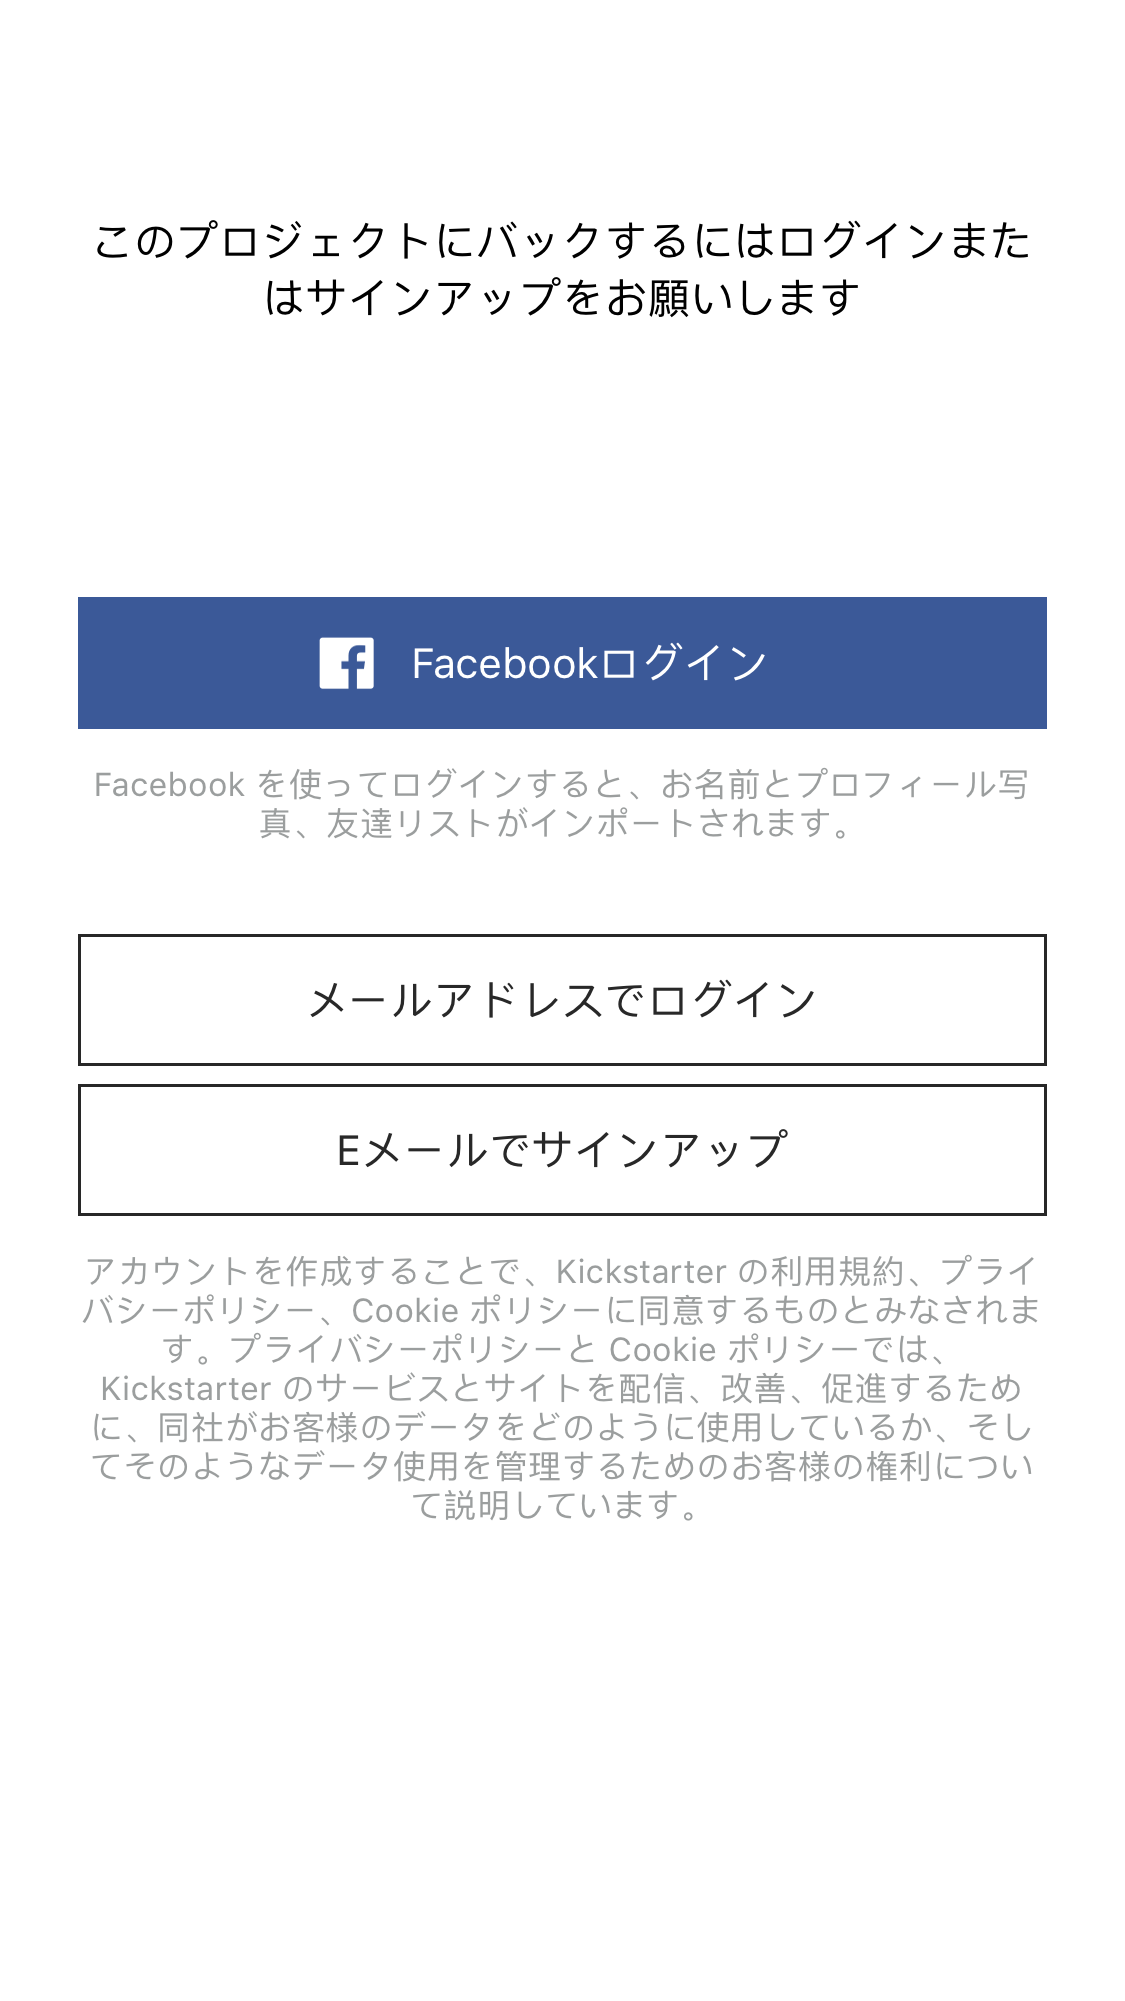 このプロジェクトにバックするにはログインまた
はサインアップをお願いします
Facebookログイン
Facebook を使ってログインすると、お名前とプロフィール写
真、友達リストがインポートされます。
メールアドレスでログイン
Eメールでサインアップ
アカウントを作成することで、Kickstarter の利用規約、プライ
バシーポリシー、Cookie ポリシーに同意するものとみなされま
す。プライバシーポリシーと Cookie ポリシーでは、
Kickstarter のサービスとサイトを配信、改善、促進するため
に、同社がお客様のデータをどのように使用しているか、そし
てそのようなデータ使用を管理するためのお客様の権利につい
て説明しています。